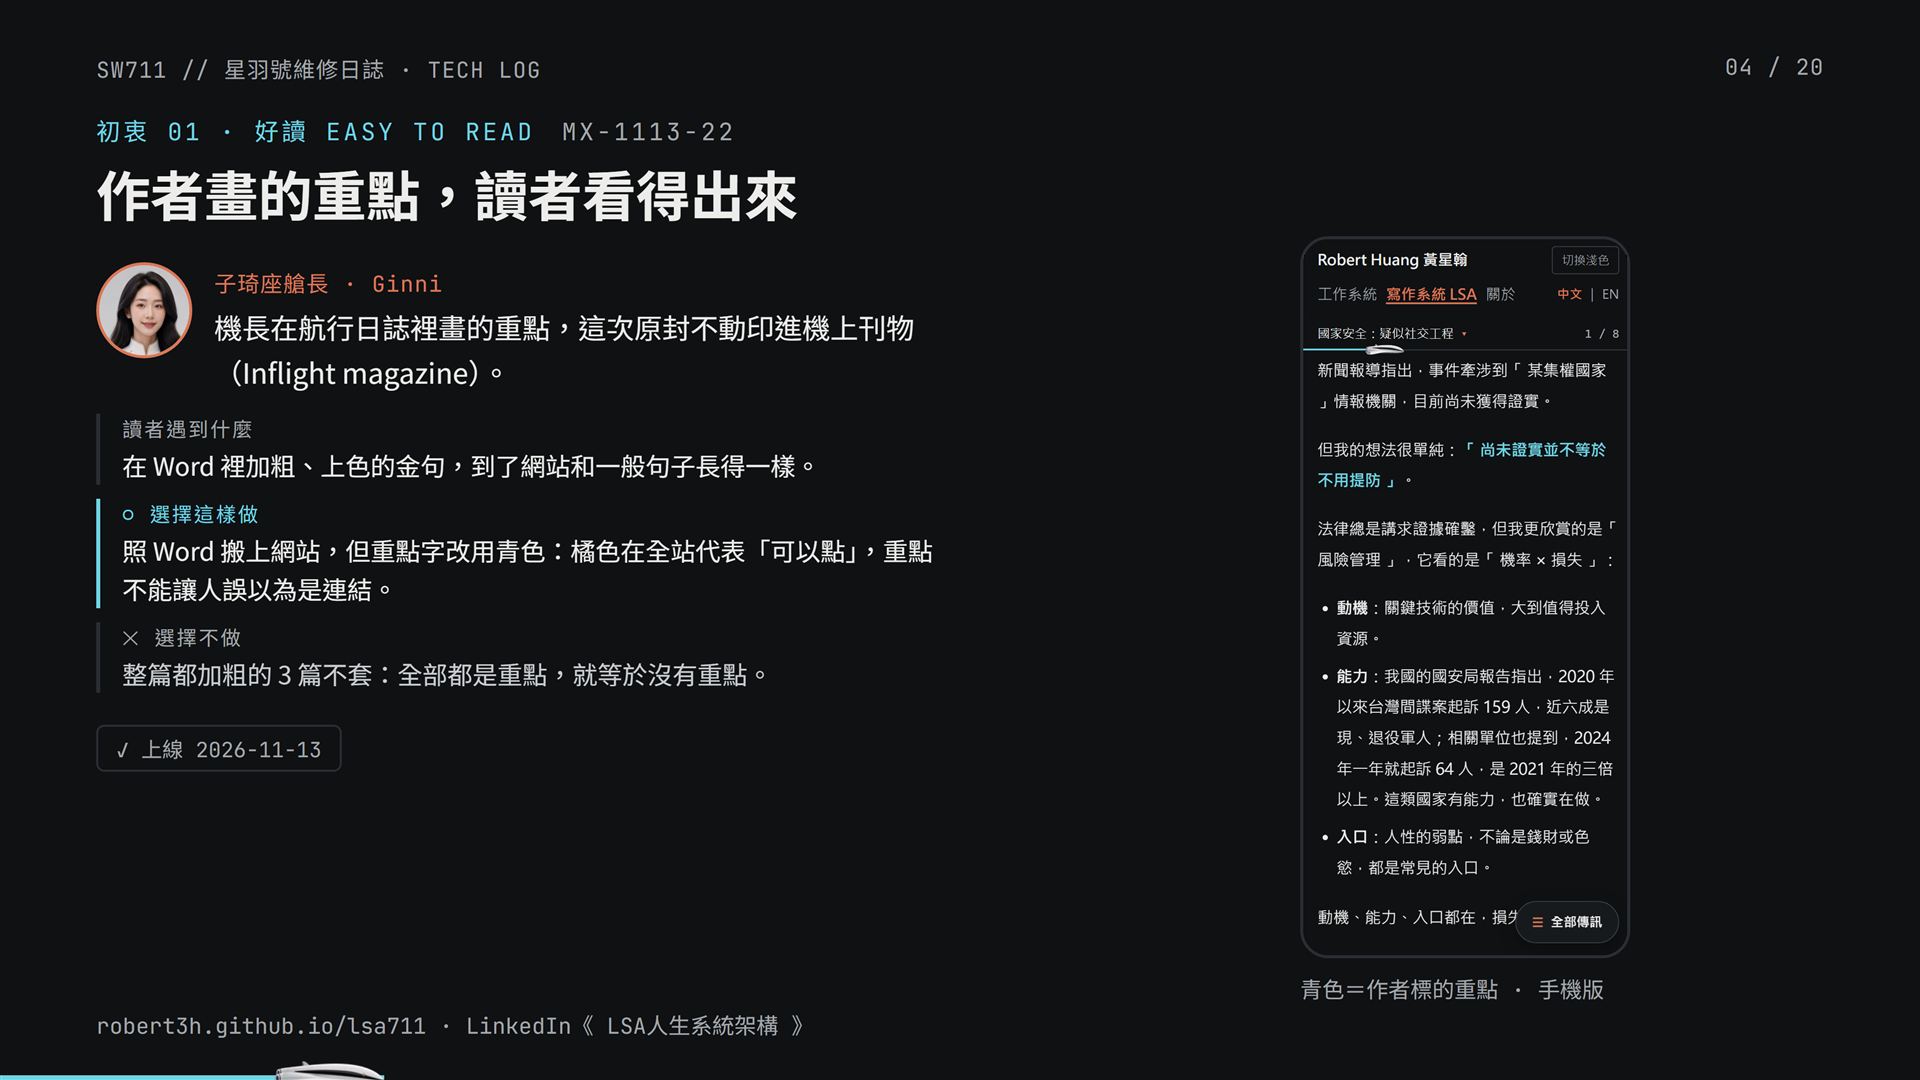 SW711 // 星羽號維修日誌 · TECH LOG
04 / 20
初衷 01 · 好讀 EASY TO READ MX-1113-22
作者畫的重點，讀者看得出來
子琦座艙長 · Ginni
機長在航行日誌裡畫的重點，這次原封不動印進機上刊物
（Inflight magazine）。
讀者遇到什麼
在 Word 裡加粗、上色的金句，到了網站和一般句子長得一樣。
○ 選擇這樣做
照 Word 搬上網站，但重點字改用青色：橘色在全站代表「可以點」，重點
不能讓人誤以為是連結。
× 選擇不做
整篇都加粗的 3 篇不套：全部都是重點，就等於沒有重點。
✓ 上線 2026-11-13
Robert Huang 黃星翰
切換淺色
工作系統 寫作系統 LSA 關於 中文 | EN
國家安全：疑似社交工程 ▾ 1 / 8
新聞報導指出，事件牽涉到「 某集權國家
」情報機關，目前尚未獲得證實。
但我的想法很單純：「 尚未證實並不等於
不用提防 」。
法律總是講求證據確鑿，但我更欣賞的是「
風險管理 」，它看的是「 機率 × 損失 」：
• 動機：關鍵技術的價值，大到值得投入
資源。
• 能力：我國的國安局報告指出，2020 年
以來台灣間諜案起訴 159 人，近六成是
現、退役軍人；相關單位也提到，2024
年一年就起訴 64 人，是 2021 年的三倍
以上。這類國家有能力，也確實在做。
• 入口：人性的弱點，不論是錢財或色
慾，都是常見的入口。
動機、能力、入口都在，損失
☰ 全部傳訊
青色＝作者標的重點 · 手機版
robert3h.github.io/lsa711 · LinkedIn《 LSA人生系統架構 》